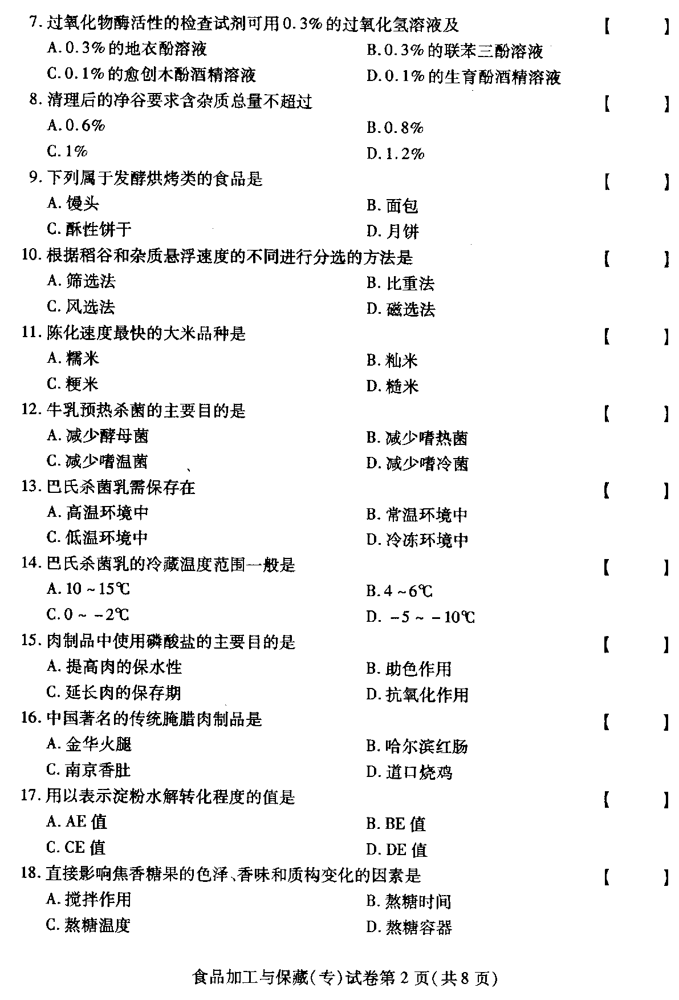 7. 过氧化物酶活性的检查试剂可用0.3%的过氧化氢溶液及 【 】
A. 0.3%的地衣酚溶液 B. 0.3%的联苯三酚溶液
C. 0.1%的愈创木酚酒精溶液 D. 0.1%的生育酚酒精溶液
8. 清理后的净谷要求含杂质总量不超过 【 】
A. 0.6% B. 0.8%
C. 1% D. 1.2%
9. 下列属于发酵烘烤类的食品是 【 】
A. 馒头 B. 面包
C. 酥性饼干 D. 月饼
10. 根据稻谷和杂质悬浮速度的不同进行分选的方法是 【 】
A. 筛选法 B. 比重法
C. 风选法 D. 磁选法
11. 陈化速度最快的大米品种是 【 】
A. 糯米 B. 籼米
C. 粳米 D. 糙米
12. 牛乳预热杀菌的主要目的是 【 】
A. 减少酵母菌 B. 减少嗜热菌
C. 减少嗜温菌 D. 减少嗜冷菌
13. 巴氏杀菌乳需保存在 【 】
A. 高温环境中 B. 常温环境中
C. 低温环境中 D. 冷冻环境中
14. 巴氏杀菌乳的冷藏温度范围一般是 【 】
A. 10~15℃ B. 4~6℃
C. 0~-2℃ D. -5~-10℃
15. 肉制品中使用磷酸盐的主要目的是 【 】
A. 提高肉的保水性 B. 助色作用
C. 延长肉的保存期 D. 抗氧化作用
16. 中国著名的传统腌腊肉制品是 【 】
A. 金华火腿 B. 哈尔滨红肠
C. 南京香肚 D. 道口烧鸡
17. 用以表示淀粉水解转化程度的值是 【 】
A. AE 值 B. BE 值
C. CE 值 D. DE 值
18. 直接影响焦香糖果的色泽、香味和质构变化的因素是 【 】
A. 搅拌作用 B. 熬糖时间
C. 熬糖温度 D. 熬糖容器
食品加工与保藏(专)试卷第 2 页(共 8 页)